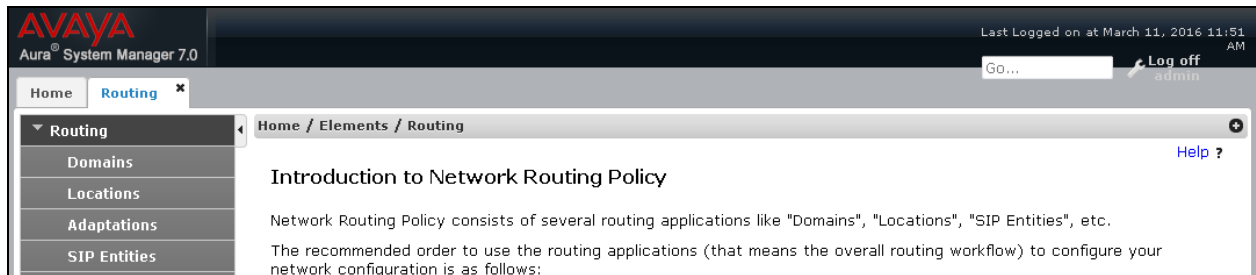 AVAYA
Aura® System Manager 7.0
Last Logged on at March 11, 2016 11:51
AM
Go...
Log off
admin
Home
Routing ×
Routing
Home / Elements / Routing
Help ?
Domains
Locations
Adaptations
SIP Entities
Introduction to Network Routing Policy
Network Routing Policy consists of several routing applications like "Domains", "Locations", "SIP Entities", etc.
The recommended order to use the routing applications (that means the overall routing workflow) to configure your
network configuration is as follows: